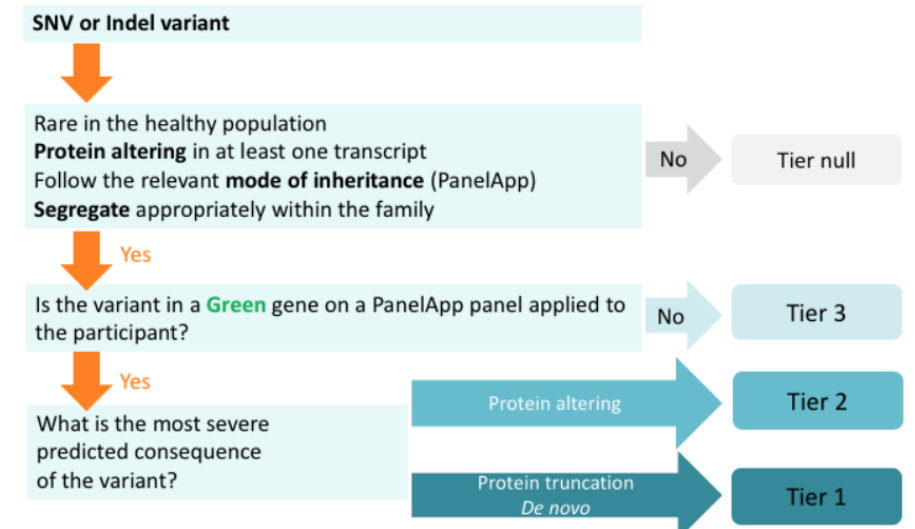 SNV or Indel variant
Rare in the healthy population
Protein altering in at least one transcript
Follow the relevant mode of inheritance (PanelApp)
Segregate appropriately within the family
No
Tier null
Yes
Is the variant in a Green gene on a PanelApp panel applied to
the participant?
No
Tier 3
Yes
What is the most severe
predicted consequence
of the variant?
Protein altering
Tier 2
Protein truncation
De novo
Tier 1